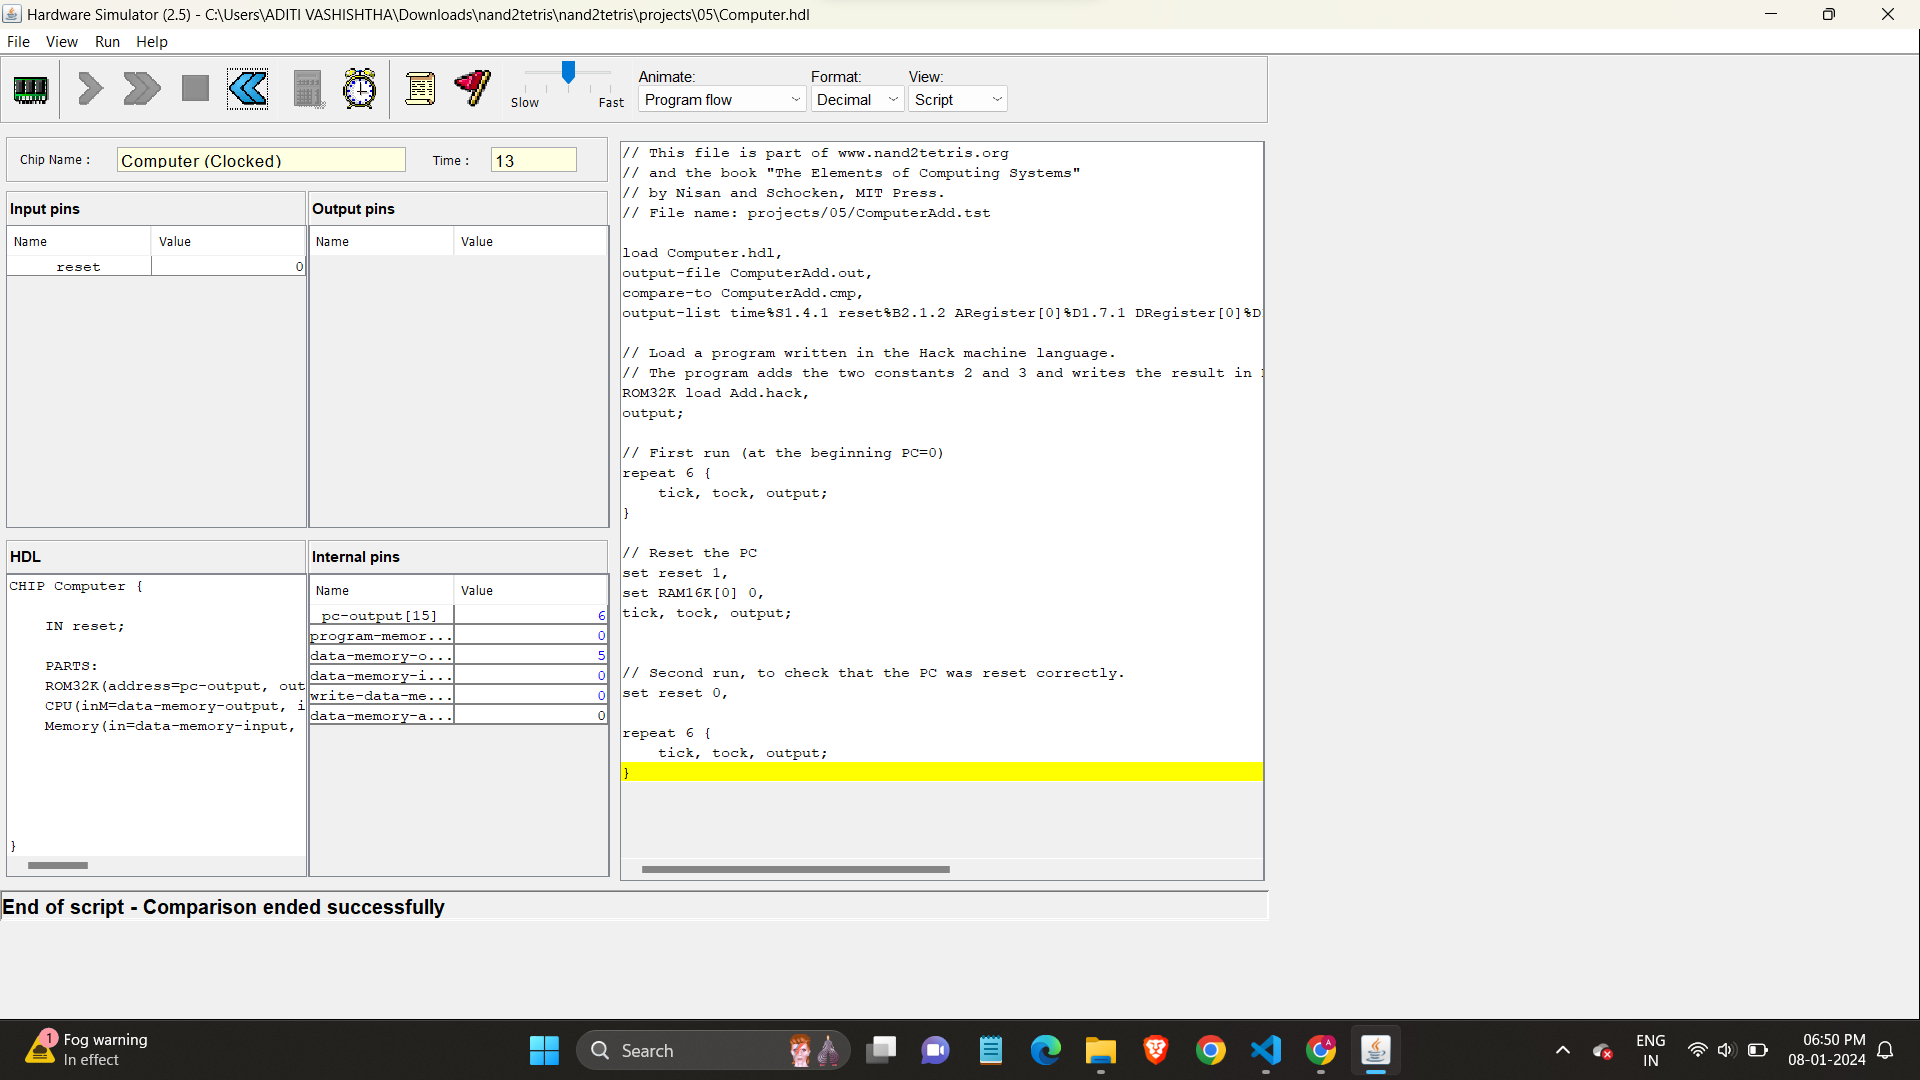 Hardware Simulator (2.5) - C:\Users\ADITI VASHISHTHA\Downloads\nand2tetris\nand2tetris\projects\05\Computer.hdl
File View Run Help
Slow Fast
Animate: Format: View:
Program flow Decimal Script
Chip Name : Computer (Clocked) Time : 13
Input pins
Name Value
reset 0
Output pins
Name Value
HDL
CHIP Computer {
IN reset;
PARTS:
ROM32K(address=pc-output, out
CPU(inM=data-memory-output, i
Memory(in=data-memory-input,
}
Internal pins
Name Value
pc-output[15] 6
program-memor... 0
data-memory-o... 5
data-memory-i... 0
write-data-me... 0
data-memory-a... 0
// This file is part of www.nand2tetris.org
// and the book "The Elements of Computing Systems"
// by Nisan and Schocken, MIT Press.
// File name: projects/05/ComputerAdd.tst
load Computer.hdl,
output-file ComputerAdd.out,
compare-to ComputerAdd.cmp,
output-list time%S1.4.1 reset%B2.1.2 ARegister[0]%D1.7.1 DRegister[0]%D
// Load a program written in the Hack machine language.
// The program adds the two constants 2 and 3 and writes the result in
ROM32K load Add.hack,
output;
// First run (at the beginning PC=0)
repeat 6 {
tick, tock, output;
}
// Reset the PC
set reset 1,
set RAM16K[0] 0,
tick, tock, output;
// Second run, to check that the PC was reset correctly.
set reset 0,
repeat 6 {
tick, tock, output;
}
End of script - Comparison ended successfully
1
Fog warning
In effect
Search
A
ENG
IN
06:50 PM
08-01-2024